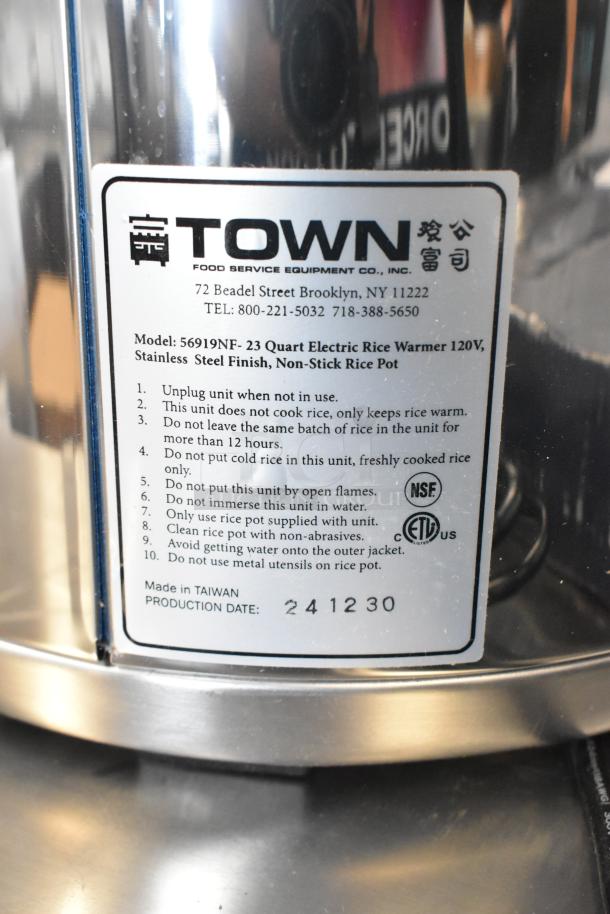 TOWN
FOOD SERVICE EQUIPMENT CO., INC.
公司
富
72 Beadel Street Brooklyn, NY 11222
TEL: 800-221-5032 718-388-5650
Model: 56919NF- 23 Quart Electric Rice Warmer 120V,
Stainless Steel Finish, Non-Stick Rice Pot
1. Unplug unit when not in use.
2. This unit does not cook rice, only keeps rice warm.
3. Do not leave the same batch of rice in the unit for
more than 12 hours.
4. Do not put cold rice in this unit, freshly cooked rice
only.
5. Do not put this unit by open flames.
6. Do not immerse this unit in water.
7. Only use rice pot supplied with unit.
8. Clean rice pot with non-abrasives.
9. Avoid getting water onto the outer jacket.
10. Do not use metal utensils on rice pot.
NSF
C ETL US
LISTED
Made in TAIWAN
PRODUCTION DATE: 241230